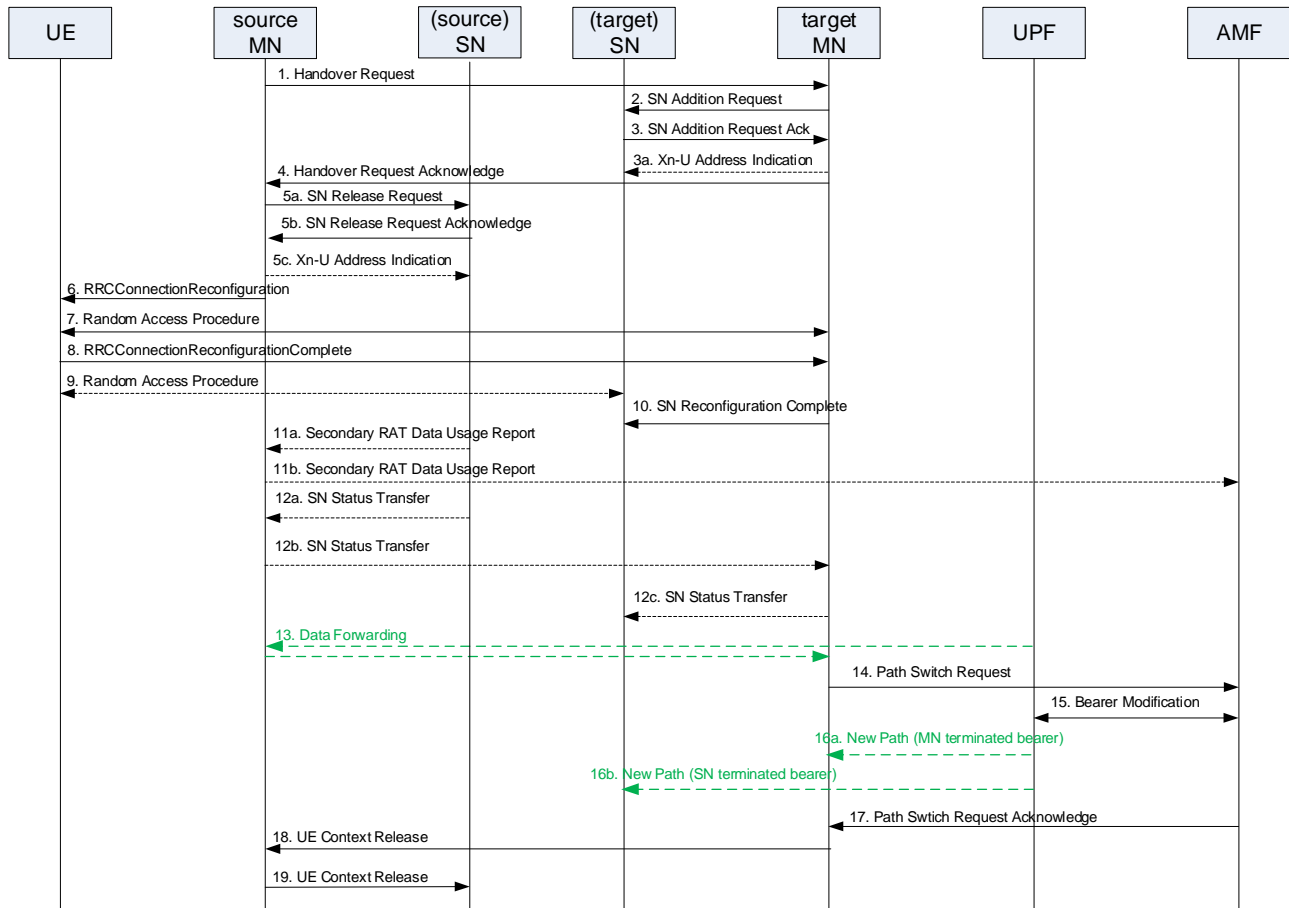 UE
source
MN
(source)
SN
(target)
SN
target
MN
UPF
AMF
1. Handover Request
2. SN Addition Request
3. SN Addition Request Ack
3a. Xn-U Address Indication
4. Handover Request Acknowledge
5a. SN Release Request
5b. SN Release Request Acknowledge
5c. Xn-U Address Indication
6. RRCConnectionReconfiguration
7. Random Access Procedure
8. RRCConnectionReconfigurationComplete
9. Random Access Procedure
10. SN Reconfiguration Complete
11a. Secondary RAT Data Usage Report
11b. Secondary RAT Data Usage Report
12a. SN Status Transfer
12b. SN Status Transfer
12c. SN Status Transfer
13. Data Forwarding
14. Path Switch Request
15. Bearer Modification
16a. New Path (MN terminated bearer)
16b. New Path (SN terminated bearer)
17. Path Swtich Request Acknowledge
18. UE Context Release
19. UE Context Release